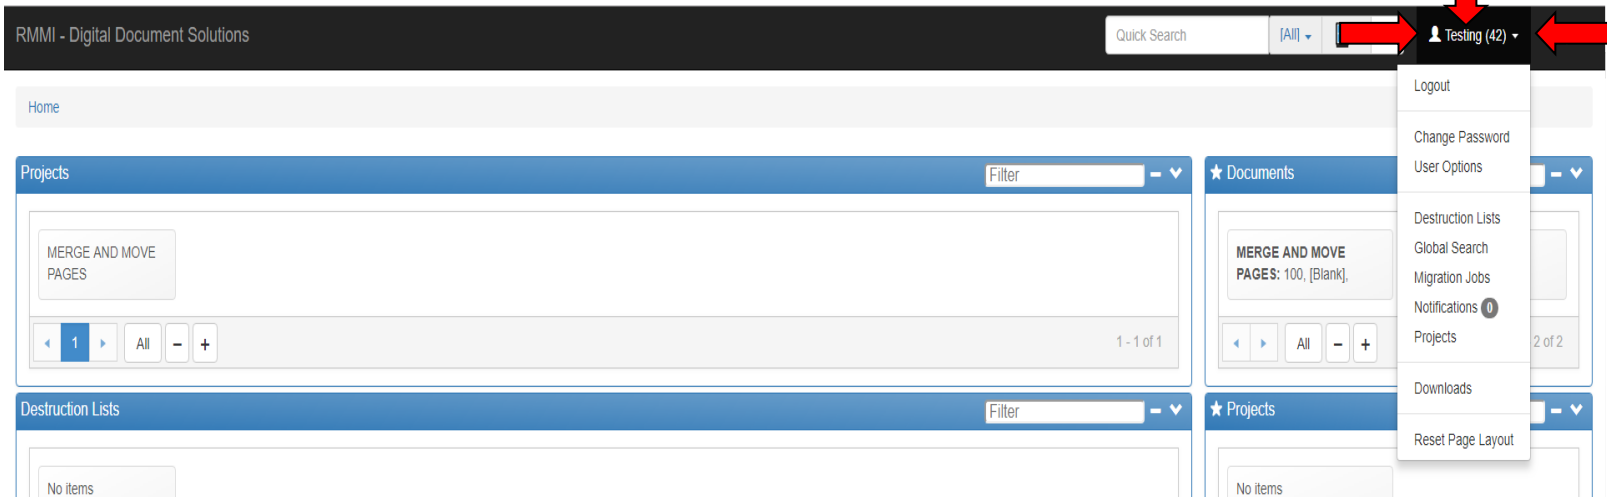 RMMI - Digital Document Solutions
Quick Search
[All]
Testing (42)
Logout
Change Password
User Options
Destruction Lists
Global Search
Migration Jobs
Notifications 0
Projects
Downloads
Reset Page Layout
Home
Projects
Filter
MERGE AND MOVE
PAGES
1
All
1 - 1 of 1
Documents
MERGE AND MOVE
PAGES: 100, [Blank],
All
2 of 2
Destruction Lists
Filter
No items
Projects
No items